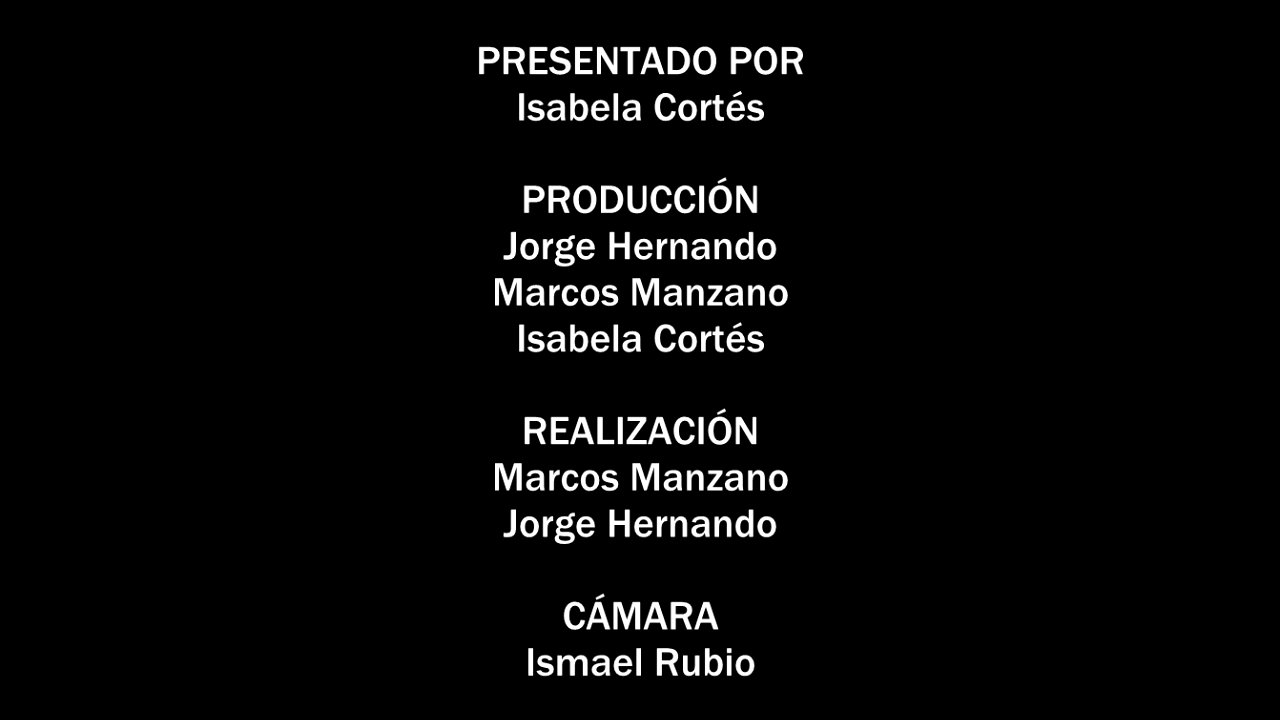 PRESENTADO POR
Isabela Cortés
PRODUCCIÓN
Jorge Hernando
Marcos Manzano
Isabela Cortés
REALIZACIÓN
Marcos Manzano
Jorge Hernando
CÁMARA
Ismael Rubio